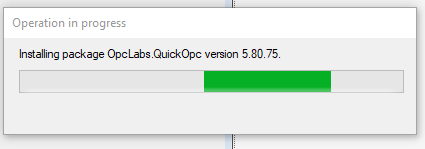 Operation in progress
Installing package OpcLabs.QuickOpc version 5.80.75.